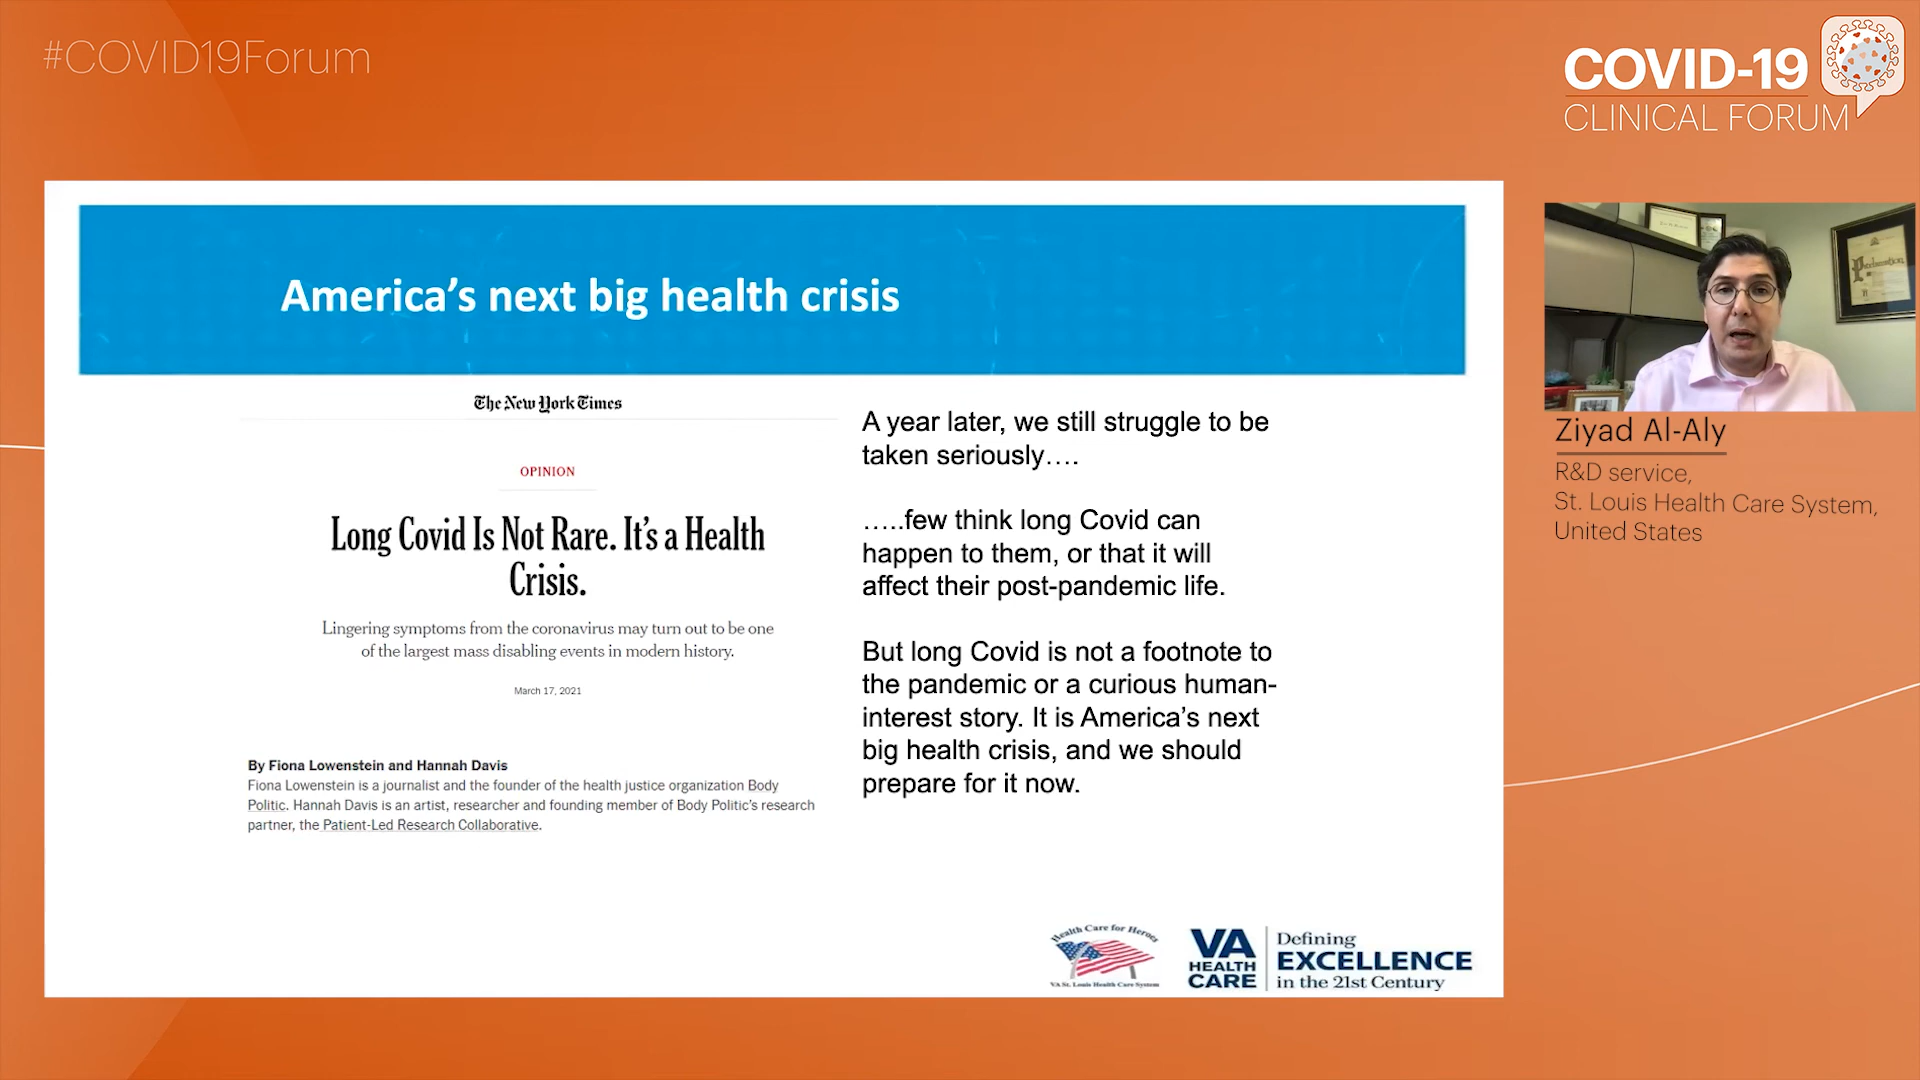 #COVID19Forum
COVID-19
CLINICAL FORUM
America's next big health crisis
The New York Times
OPINION
Long Covid Is Not Rare. It's a Health
Crisis.
Lingering symptoms from the coronavirus may turn out to be one
of the largest mass disabling events in modern history.
March 17, 2021
By Fiona Lowenstein and Hannah Davis
Fiona Lowenstein is a journalist and the founder of the health justice organization Body
Politic. Hannah Davis is an artist, researcher and founding member of Body Politic's research
partner, the Patient-Led Research Collaborative.
A year later, we still struggle to be
taken seriously….
…..few think long Covid can
happen to them, or that it will
affect their post-pandemic life.
But long Covid is not a footnote to
the pandemic or a curious human-
interest story. It is America's next
big health crisis, and we should
prepare for it now.
Health Care for Heroes
VA St. Louis Health Care System
VA
HEALTH
CARE
Defining
EXCELLENCE
in the 21st Century
Proclamation
Ziyad Al-Aly
R&D service,
St. Louis Health Care System,
United States